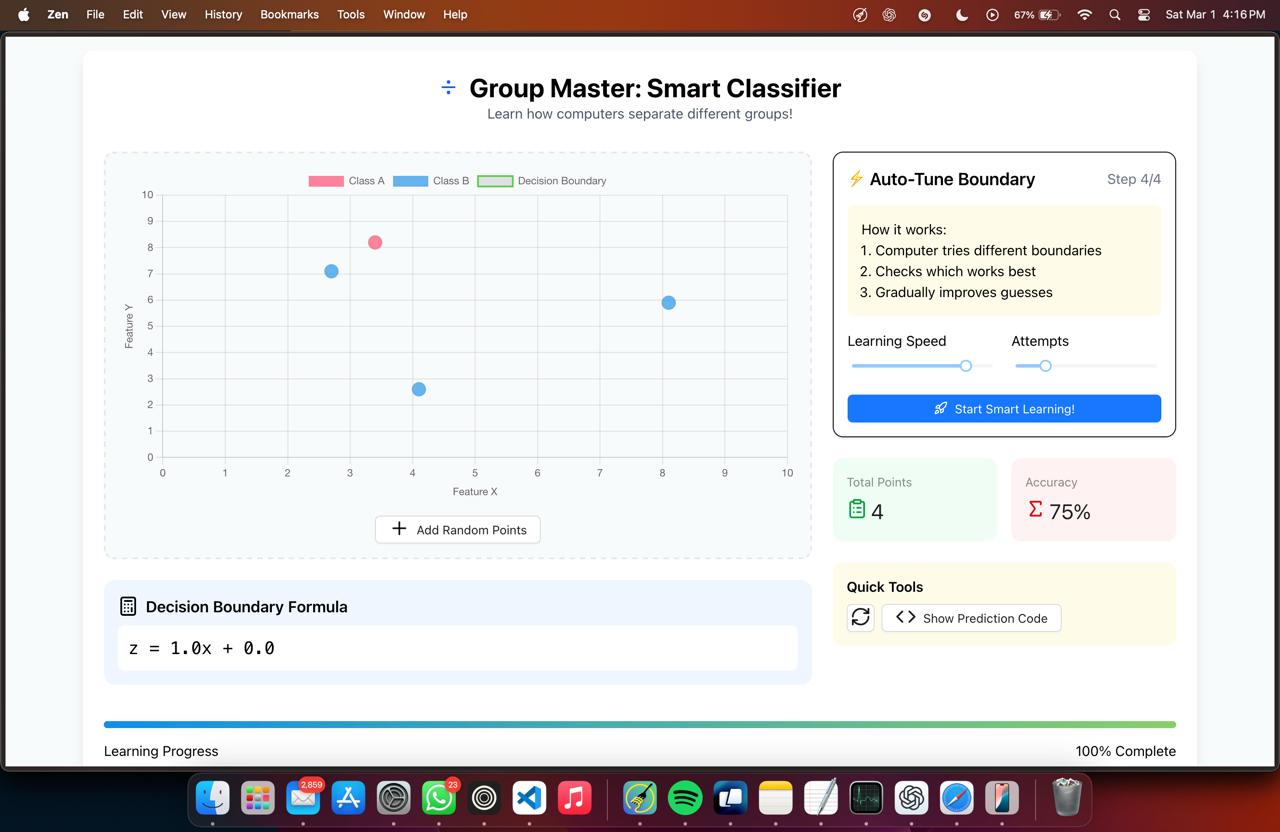 Zen File Edit View History Bookmarks Tools Window Help 67% Sat Mar 1 4:16 PM
Group Master: Smart Classifier
Learn how computers separate different groups!
Class A Class B Decision Boundary
10
9
8
7
6
5
4
3
2
1
0
Feature Y
0 1 2 3 4 5 6 7 8 9 10
Feature X
Add Random Points
Auto-Tune Boundary Step 4/4
How it works:
1. Computer tries different boundaries
2. Checks which works best
3. Gradually improves guesses
Learning Speed Attempts
Start Smart Learning!
Total Points
4
Accuracy
75%
Decision Boundary Formula
z = 1.0x + 0.0
Quick Tools
Show Prediction Code
Learning Progress 100% Complete
2,859 23